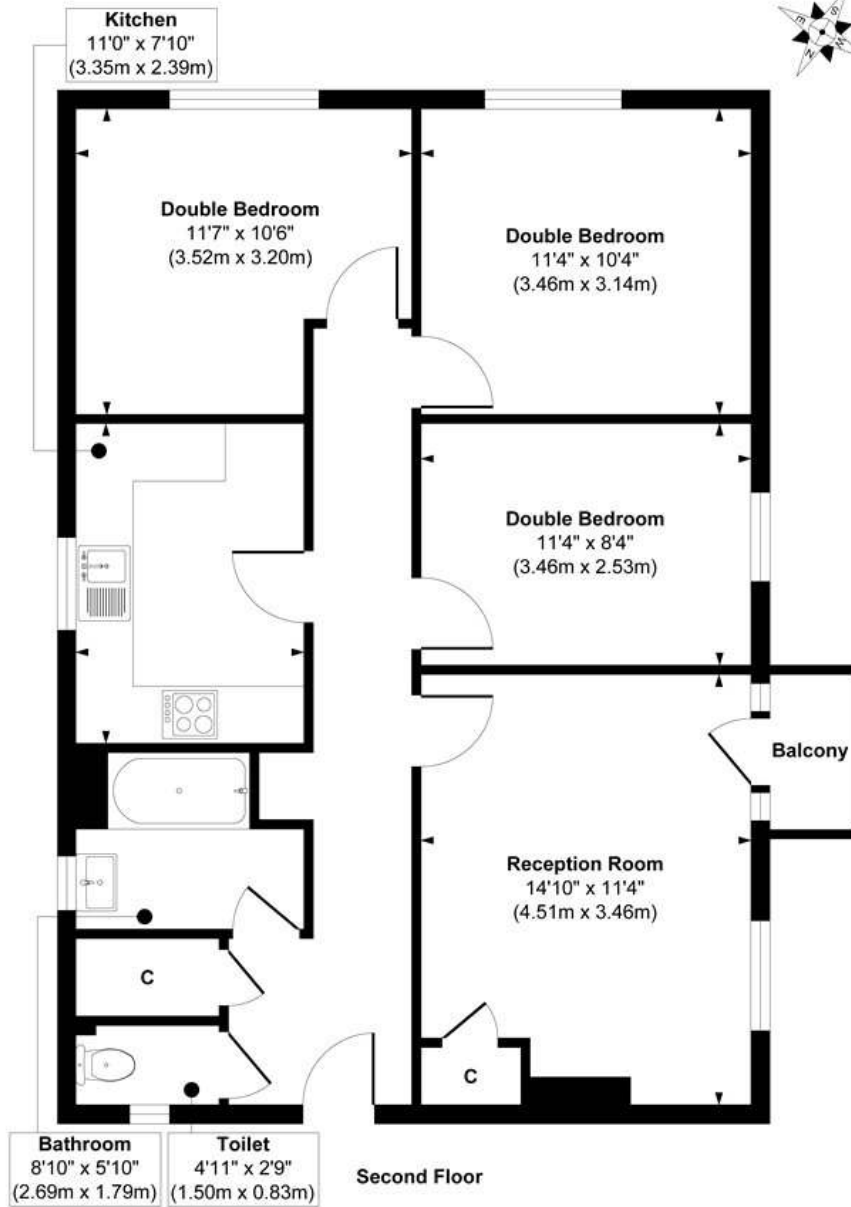 Kitchen
11'0" x 7'10"
(3.35m x 2.39m)
S
E
W
N
Double Bedroom
11'7" x 10'6"
(3.52m x 3.20m)
Double Bedroom
11'4" x 10'4"
(3.46m x 3.14m)
Double Bedroom
11'4" x 8'4"
(3.46m x 2.53m)
Balcony
Reception Room
14'10" x 11'4"
(4.51m x 3.46m)
C
C
Bathroom
8'10" x 5'10"
(2.69m x 1.79m)
Toilet
4'11" x 2'9"
(1.50m x 0.83m)
Second Floor